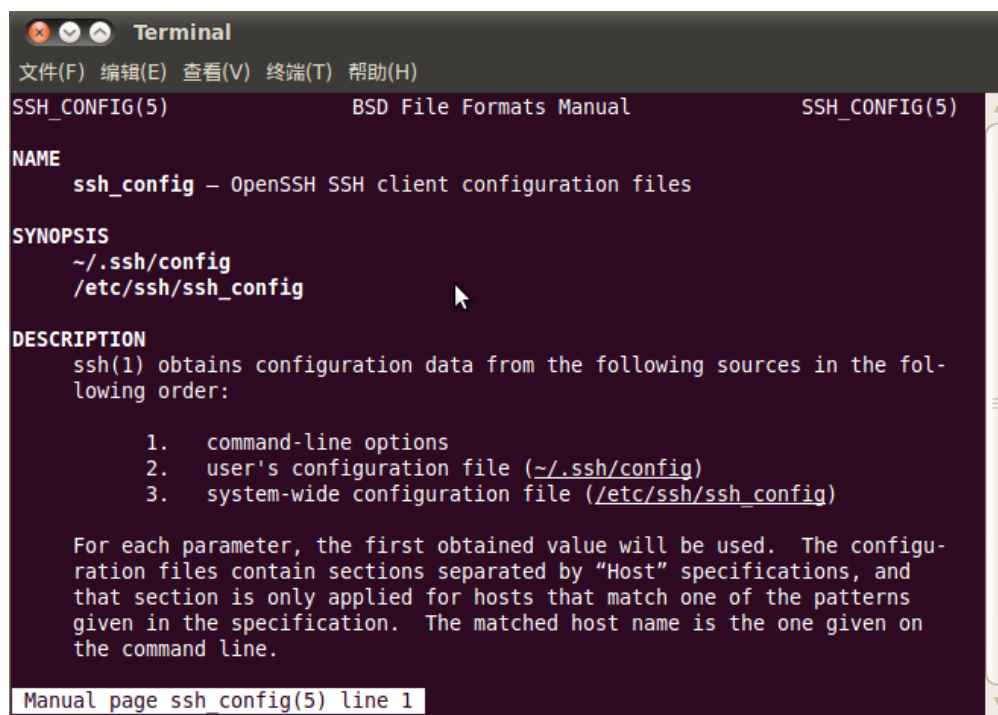 Terminal
文件(F) 编辑(E) 查看(V) 终端(T) 帮助(H)
SSH_CONFIG(5) BSD File Formats Manual SSH_CONFIG(5)
NAME
ssh_config — OpenSSH SSH client configuration files
SYNOPSIS
~/.ssh/config
/etc/ssh/ssh_config
DESCRIPTION
ssh(1) obtains configuration data from the following sources in the fol-
lowing order:
1. command-line options
2. user's configuration file (~/.ssh/config)
3. system-wide configuration file (/etc/ssh/ssh_config)
For each parameter, the first obtained value will be used. The configu-
ration files contain sections separated by “Host” specifications, and
that section is only applied for hosts that match one of the patterns
given in the specification. The matched host name is the one given on
the command line.
Manual page ssh_config(5) line 1